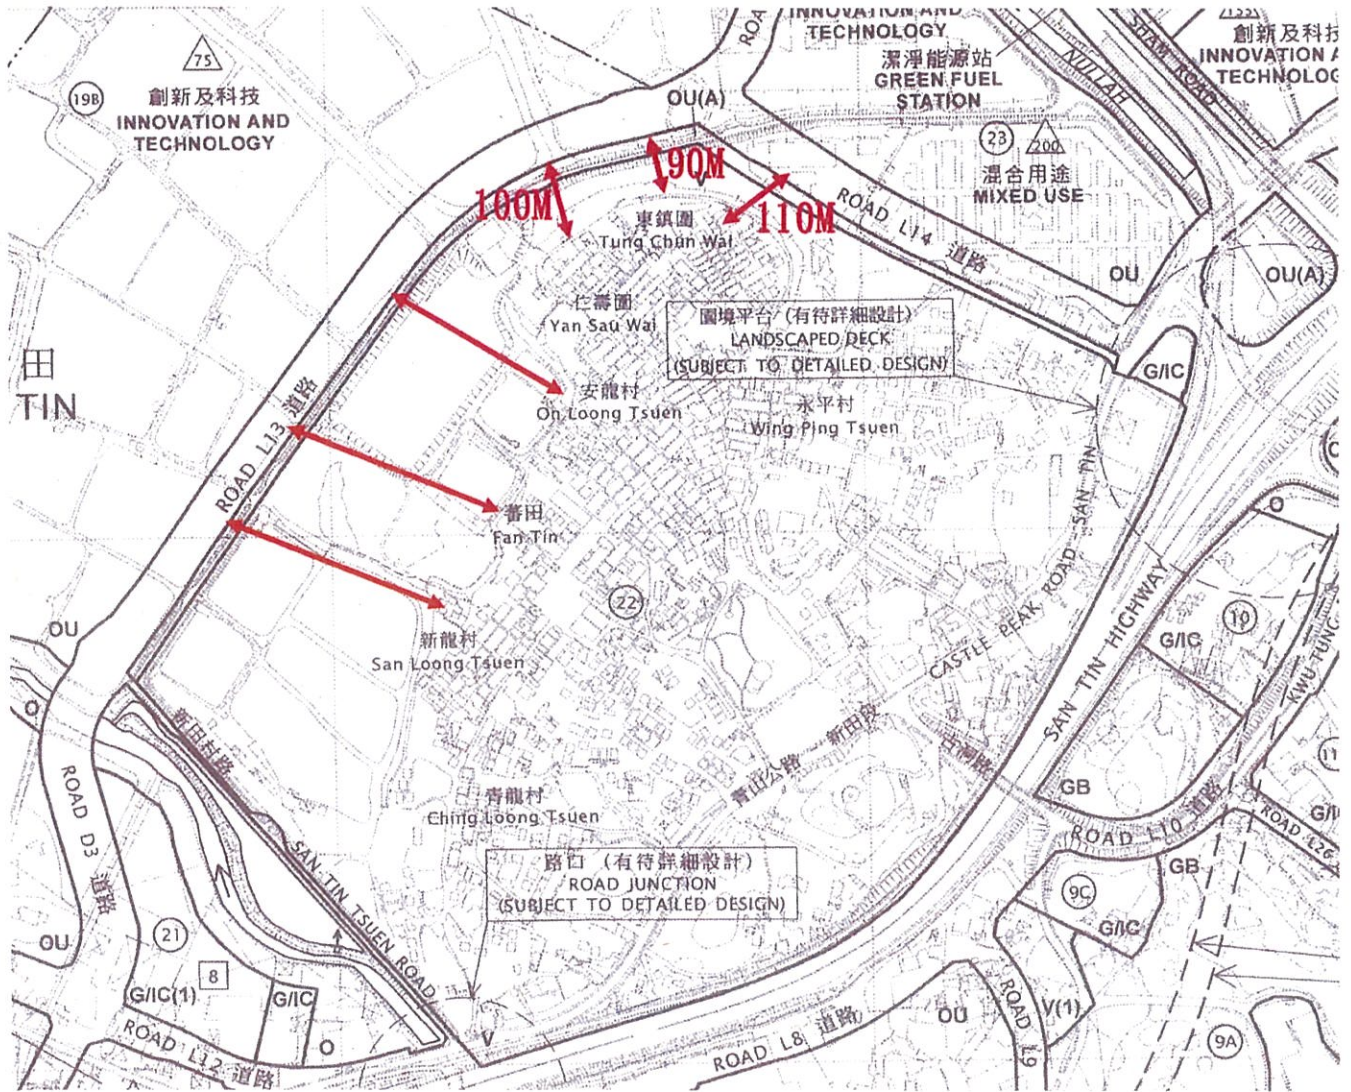 INNOVATION AND
TECHNOLOGY
ROA
潔淨能源站
GREEN FUEL
STATION
NULLAH
SHAM ROAD
155
創新及科技
INNOVATION A
TECHNOLOG
75
19B
創新及科技
INNOVATION AND
TECHNOLOGY
OU(A)
23
200
混合用途
MIXED USE
90M
100M
110M
V
東鎮圍
Tung Chun Wai
ROAD L14 道路
OU
OU(A)
仁壽圍
Yan Sau Wai
園境平台 (有待詳細設計)
LANDSCAPED DECK
(SUBJECT TO DETAILED DESIGN)
G/IC
田
TIN
安龍村
On Loong Tsuen
永平村
Wing Ping Tsuen
ROAD L13 道路
蕃田
Fan Tin
CASTLE PEAK ROAD SAN TIN
O
22
新龍村
San Loong Tsuen
OU
O
SAN TIN HIGHWAY
G/IC
10
KWU TUNG
新田村路
青山公路 新田段
古洞路
11
GB
ROAD L10 道路
G/I
ROAD L26
ROAD D3 道路
青龍村
Ching Loong Tsuen
SAN TIN TSUEN ROAD
路口 (有待詳細設計)
ROAD JUNCTION
(SUBJECT TO DETAILED DESIGN)
GB
9C
G/IC
OU
21
8
G/IC(1)
G/IC
O
V
ROAD L12 道路
ROAD L8 道路
OU
ROAD L9
V(1)
9A